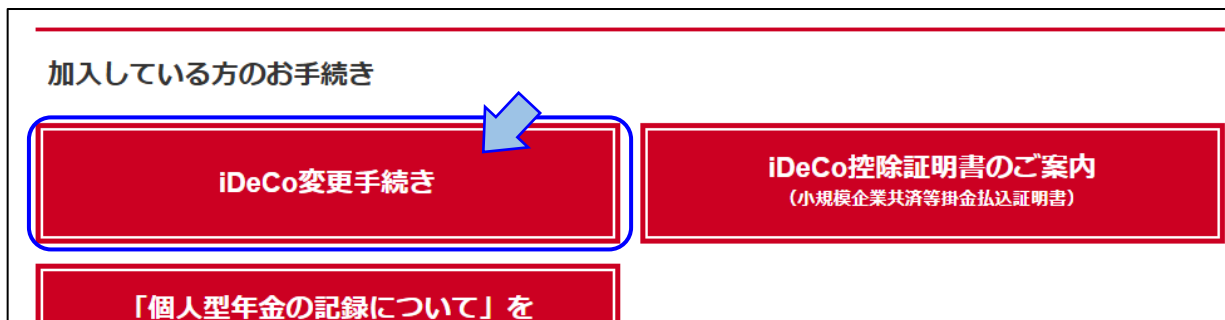 加入している方のお手続き
iDeCo変更手続き
iDeCo控除証明書のご案内
（小規模企業共済等掛金払込証明書）
「個人型年金の記録について」を